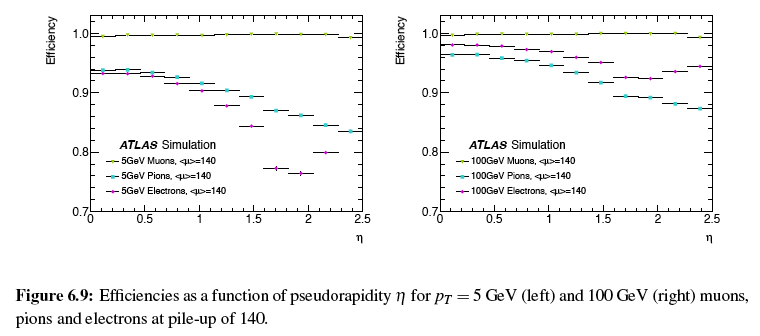 Efficiency
1.0
0.9
0.8
0.7
ATLAS Simulation
5GeV Muons, <μ>=140
5GeV Pions, <μ>=140
5GeV Electrons, <μ>=140
0 0.5 1 1.5 2 2.5
η
Efficiency
1.0
0.9
0.8
0.7
ATLAS Simulation
100GeV Muons, <μ>=140
100GeV Pions, <μ>=140
100GeV Electrons, <μ>=140
0 0.5 1 1.5 2 2.5
η
Figure 6.9: Efficiencies as a function of pseudorapidity η for pT = 5 GeV (left) and 100 GeV (right) muons,
pions and electrons at pile-up of 140.